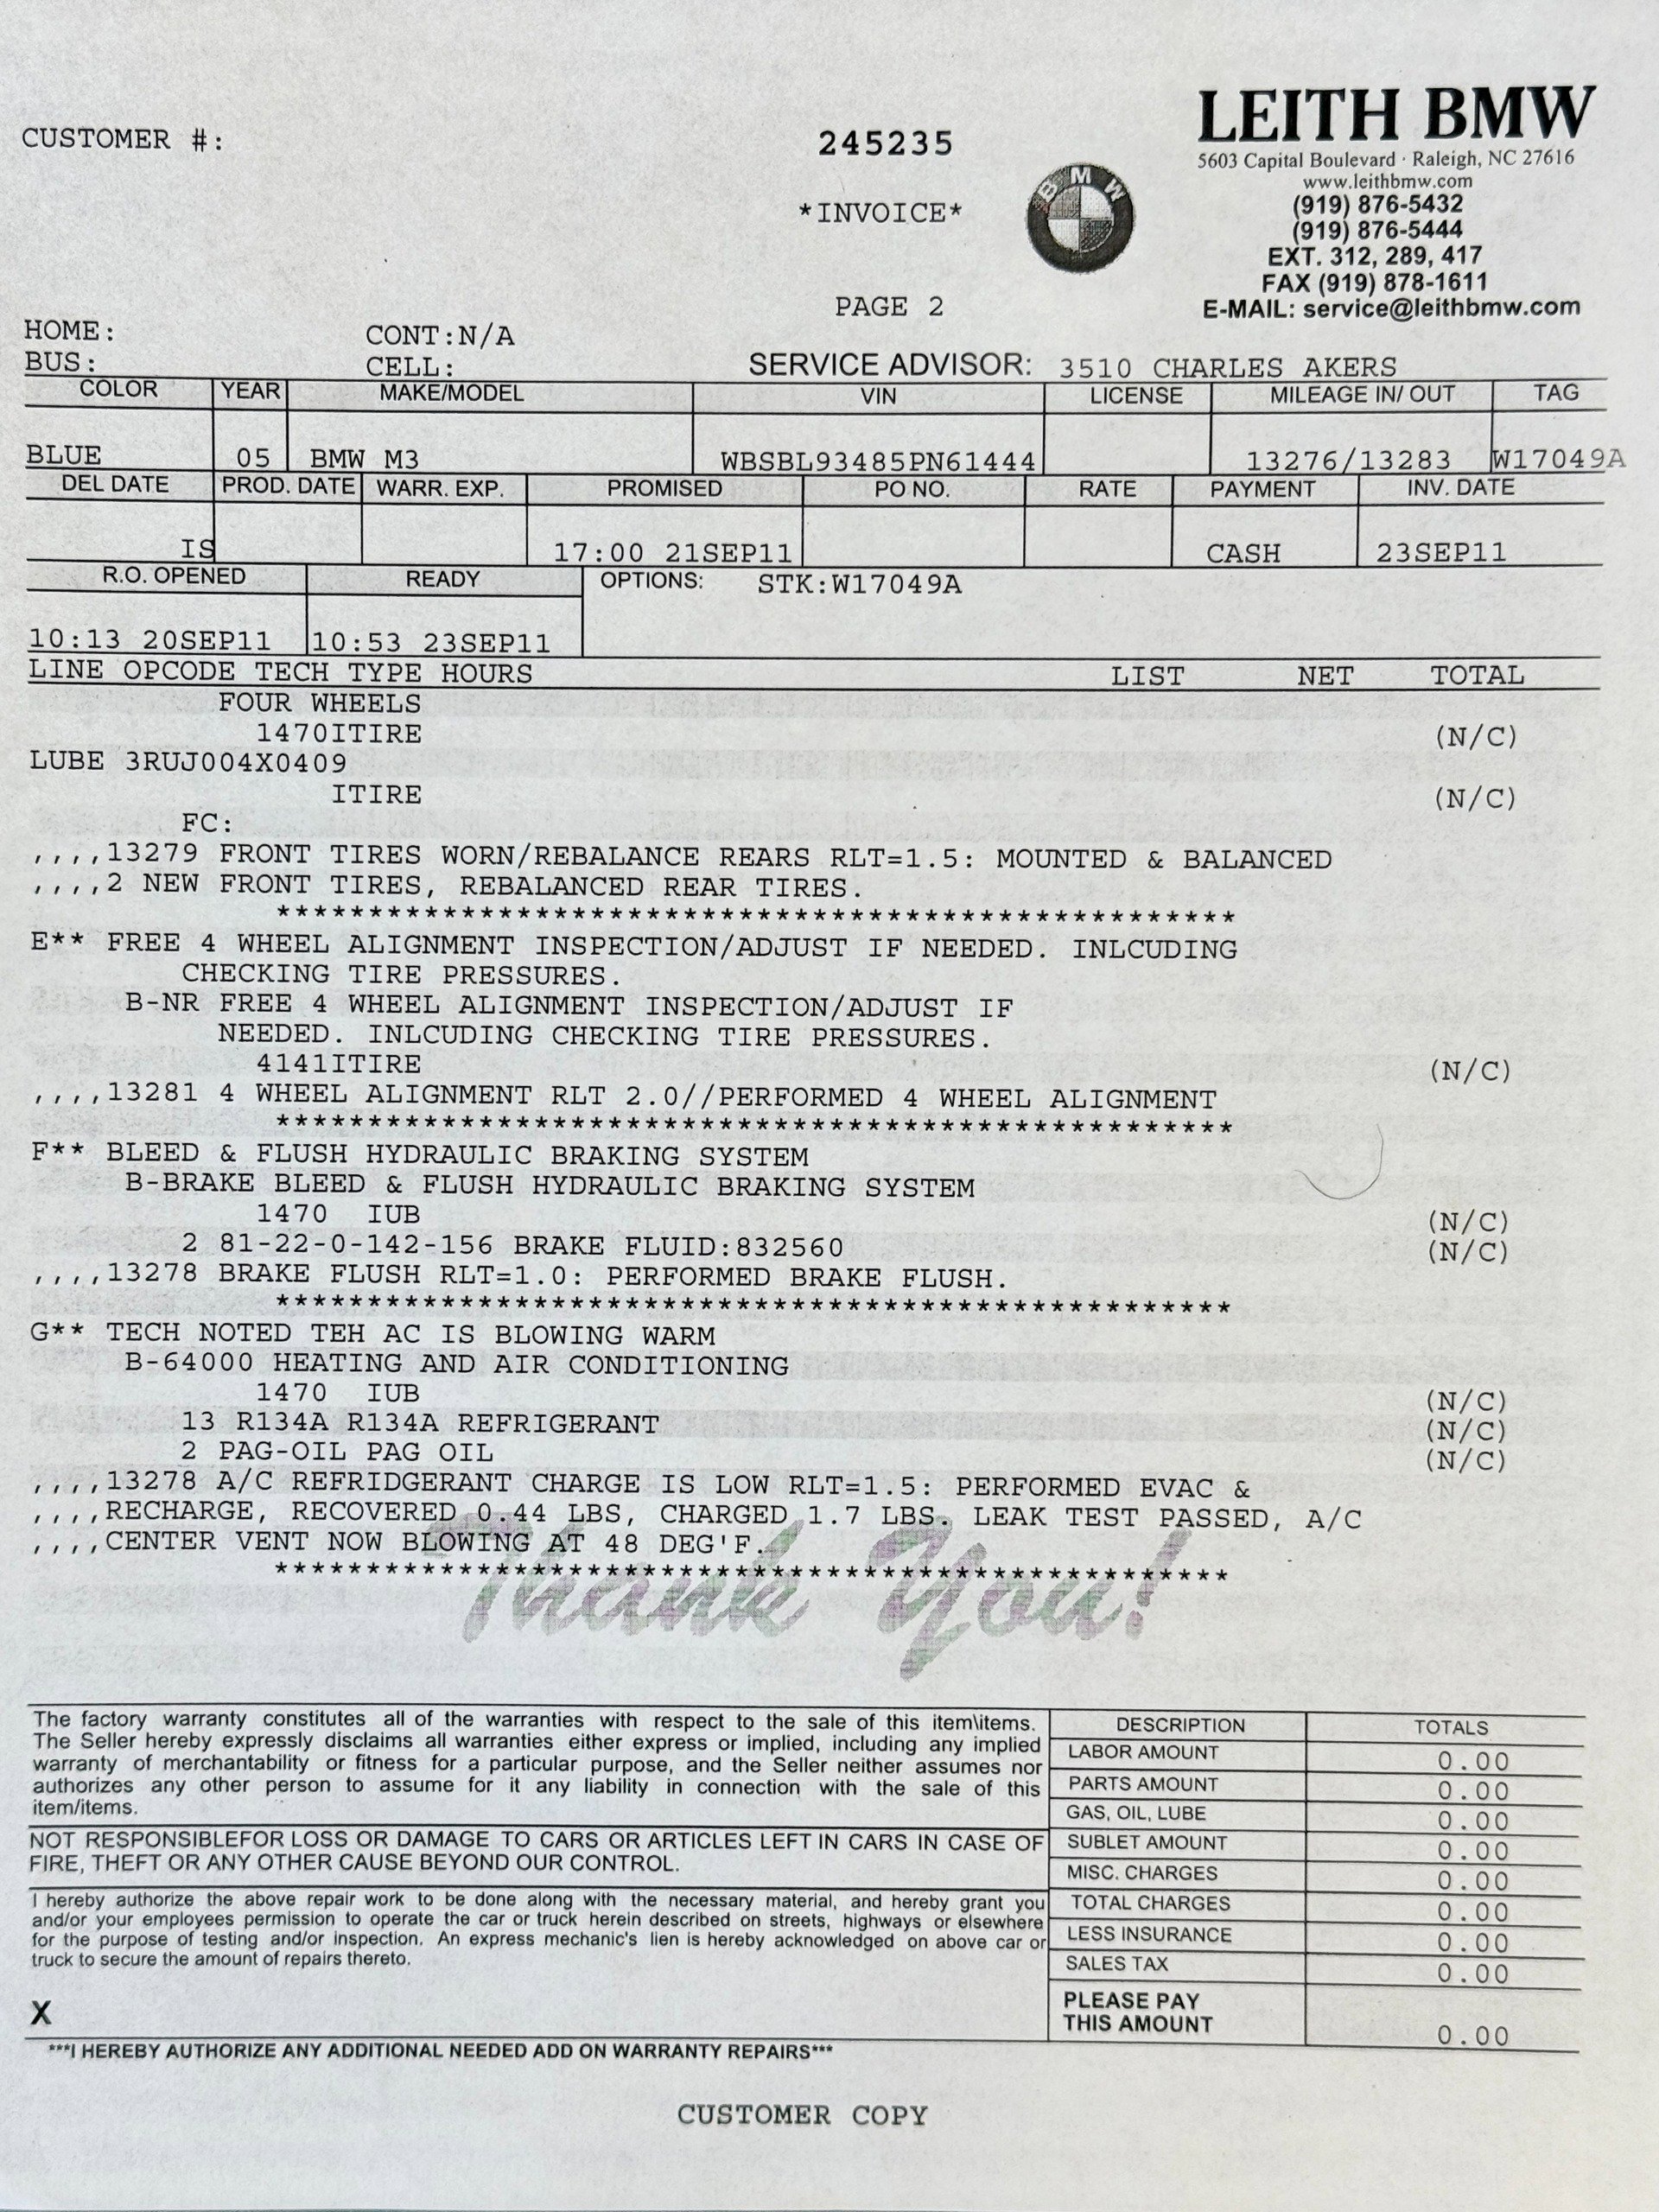 LEITH BMW
5603 Capital Boulevard · Raleigh, NC 27616
www.leithbmw.com
(919) 876-5432
(919) 876-5444
EXT. 312, 289, 417
FAX (919) 878-1611
E-MAIL: service@leithbmw.com
CUSTOMER #:
245235
*INVOICE*
BMW
PAGE 2
HOME: CONT:N/A
BUS: CELL:
SERVICE ADVISOR: 3510 CHARLES AKERS
COLOR YEAR MAKE/MODEL VIN LICENSE MILEAGE IN/ OUT TAG
BLUE 05 BMW M3 WBSBL93485PN61444 13276/13283 W17049A
DEL DATE PROD. DATE WARR. EXP. PROMISED PO NO. RATE PAYMENT INV. DATE
IS 17:00 21SEP11 CASH 23SEP11
R.O. OPENED READY OPTIONS: STK:W17049A
10:13 20SEP11 10:53 23SEP11
LINE OPCODE TECH TYPE HOURS LIST NET TOTAL
FOUR WHEELS
1470ITIRE (N/C)
LUBE 3RUJ004X0409
ITIRE (N/C)
FC:
,,,,13279 FRONT TIRES WORN/REBALANCE REARS RLT=1.5: MOUNTED & BALANCED
,,,,2 NEW FRONT TIRES, REBALANCED REAR TIRES.
****************************************************
E** FREE 4 WHEEL ALIGNMENT INSPECTION/ADJUST IF NEEDED. INLCUDING
CHECKING TIRE PRESSURES.
B-NR FREE 4 WHEEL ALIGNMENT INSPECTION/ADJUST IF
NEEDED. INLCUDING CHECKING TIRE PRESSURES.
4141ITIRE (N/C)
,,,,13281 4 WHEEL ALIGNMENT RLT 2.0//PERFORMED 4 WHEEL ALIGNMENT
****************************************************
F** BLEED & FLUSH HYDRAULIC BRAKING SYSTEM
B-BRAKE BLEED & FLUSH HYDRAULIC BRAKING SYSTEM
1470 IUB (N/C)
2 81-22-0-142-156 BRAKE FLUID:832560 (N/C)
,,,,13278 BRAKE FLUSH RLT=1.0: PERFORMED BRAKE FLUSH.
****************************************************
G** TECH NOTED TEH AC IS BLOWING WARM
B-64000 HEATING AND AIR CONDITIONING
1470 IUB (N/C)
13 R134A R134A REFRIGERANT (N/C)
2 PAG-OIL PAG OIL (N/C)
,,,,13278 A/C REFRIDGERANT CHARGE IS LOW RLT=1.5: PERFORMED EVAC &
,,,,RECHARGE, RECOVERED 0.44 LBS, CHARGED 1.7 LBS. LEAK TEST PASSED, A/C
,,,,CENTER VENT NOW BLOWING AT 48 DEG'F.
****************************************************
Thank You!
The factory warranty constitutes all of the warranties with respect to the sale of this item\items.
The Seller hereby expressly disclaims all warranties either express or implied, including any implied
warranty of merchantability or fitness for a particular purpose, and the Seller neither assumes nor
authorizes any other person to assume for it any liability in connection with the sale of this
item/items.
NOT RESPONSIBLEFOR LOSS OR DAMAGE TO CARS OR ARTICLES LEFT IN CARS IN CASE OF
FIRE, THEFT OR ANY OTHER CAUSE BEYOND OUR CONTROL.
I hereby authorize the above repair work to be done along with the necessary material, and hereby grant you
and/or your employees permission to operate the car or truck herein described on streets, highways or elsewhere
for the purpose of testing and/or inspection. An express mechanic's lien is hereby acknowledged on above car or
truck to secure the amount of repairs thereto.
X
***I HEREBY AUTHORIZE ANY ADDITIONAL NEEDED ADD ON WARRANTY REPAIRS***
DESCRIPTION TOTALS
LABOR AMOUNT 0.00
PARTS AMOUNT 0.00
GAS, OIL, LUBE 0.00
SUBLET AMOUNT 0.00
MISC. CHARGES 0.00
TOTAL CHARGES 0.00
LESS INSURANCE 0.00
SALES TAX 0.00
PLEASE PAY
THIS AMOUNT 0.00
CUSTOMER COPY